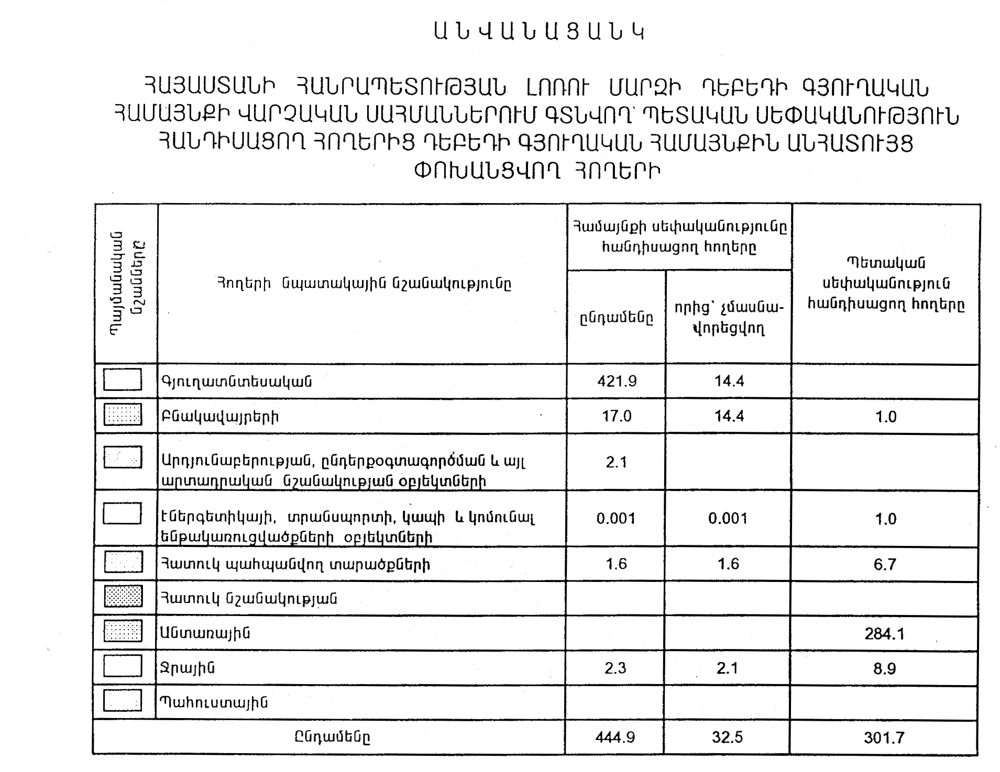 ԱՆՎԱՆԱՑԱՆԿ
ՀԱՅԱՍՏԱՆԻ ՀԱՆՐԱՊԵՏՈՒԹՅԱՆ ԼՈՌՈՒ ՄԱՐԶԻ ԴԵԲԵԴԻ ԳՅՈՒՂԱԿԱՆ
ՀԱՄԱՅՆՔԻ ՎԱՐՉԱԿԱՆ ՍԱՀՄԱՆՆԵՐՈՒՄ ԳՏՆՎՈՂ՝ ՊԵՏԱԿԱՆ ՍԵՓԱԿԱՆՈՒԹՅՈՒՆ
ՀԱՆԴԻՍԱՑՈՂ ՀՈՂԵՐԻՑ ԴԵԲԵԴԻ ԳՅՈՒՂԱԿԱՆ ՀԱՄԱՅՆՔԻՆ ԱՆՀԱՏՈՒՅՑ
ՓՈԽԱՆՑՎՈՂ ՀՈՂԵՐԻ
Պայմանական
նշանները
Հողերի նպատակային նշանակությունը
Համայնքի սեփականությունը
հանդիսացող հողերը
ընդամենը
որից՝ չմասնա-
վորեցվող
Պետական
սեփականություն
հանդիսացող հողերը
Գյուղատնտեսական 421.9 14.4
Բնակավայրերի 17.0 14.4 1.0
Արդյունաբերության, ընդերքօգտագործման և այլ 2.1
արտադրական նշանակության օբյեկտների
էներգետիկայի, տրանսպորտի, կապի և կոմունալ 0.001 0.001 1.0
ենթակառուցվածքների օբյեկտների
Հատուկ պահպանվող տարածքների 1.6 1.6 6.7
Հատուկ նշանակության
Անտառային 284.1
Ջրային 2.3 2.1 8.9
Պահուստային
Ընդամենը 444.9 32.5 301.7